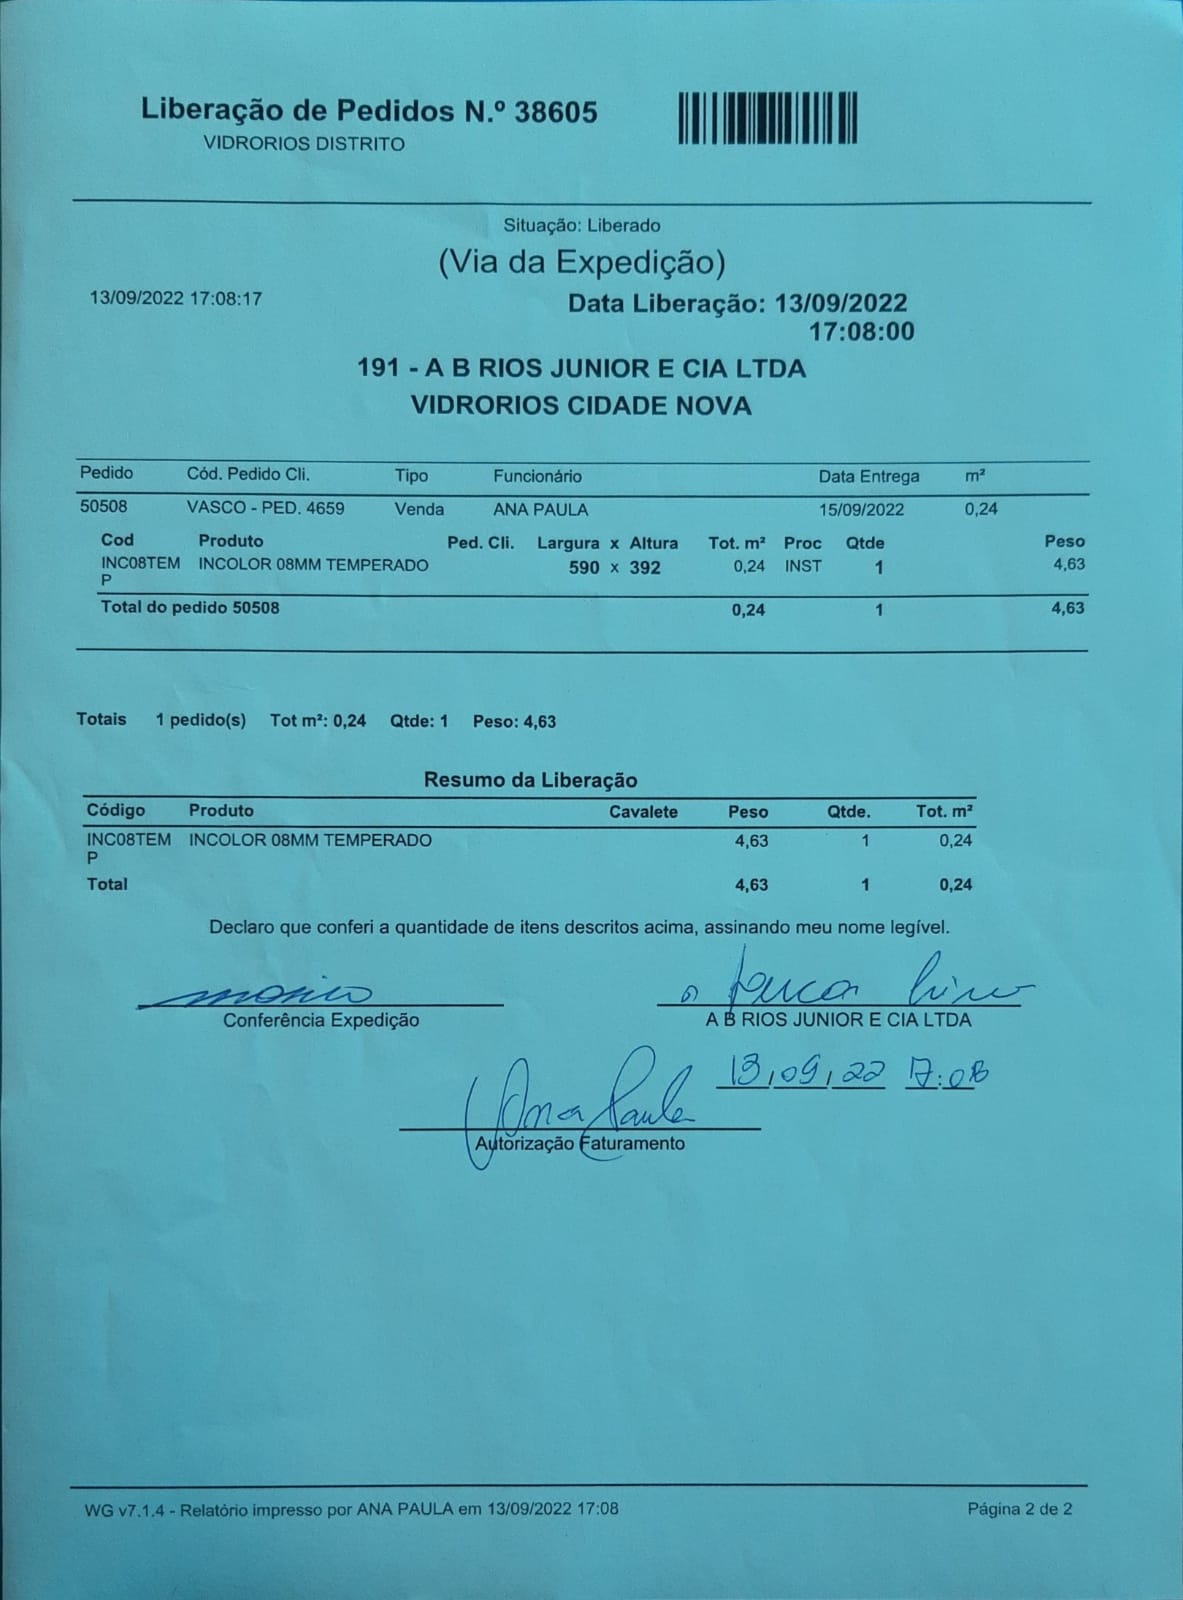 Liberação de Pedidos N.º 38605
VIDRORIOS DISTRITO
Situação: Liberado
(Via da Expedição)
13/09/2022 17:08:17
Data Liberação: 13/09/2022
17:08:00
191 - A B RIOS JUNIOR E CIA LTDA
VIDRORIOS CIDADE NOVA
Pedido Cód. Pedido Cli. Tipo Funcionário Data Entrega m²
50508 VASCO - PED. 4659 Venda ANA PAULA 15/09/2022 0,24
Cod Produto Ped. Cli. Largura x Altura Tot. m² Proc Qtde Peso
INC08TEM INCOLOR 08MM TEMPERADO 590 x 392 0,24 INST 1 4,63
P
Total do pedido 50508 0,24 1 4,63
Totais 1 pedido(s) Tot m²: 0,24 Qtde: 1 Peso: 4,63
Resumo da Liberação
Código Produto Cavalete Peso Qtde. Tot. m²
INC08TEM INCOLOR 08MM TEMPERADO 4,63 1 0,24
P
Total 4,63 1 0,24
Declaro que conferi a quantidade de itens descritos acima, assinando meu nome legível.
Conferência Expedição
A B RIOS JUNIOR E CIA LTDA
13,09,22 17:08
Ana Paula
Autorização Faturamento
WG v7.1.4 - Relatório impresso por ANA PAULA em 13/09/2022 17:08
Página 2 de 2